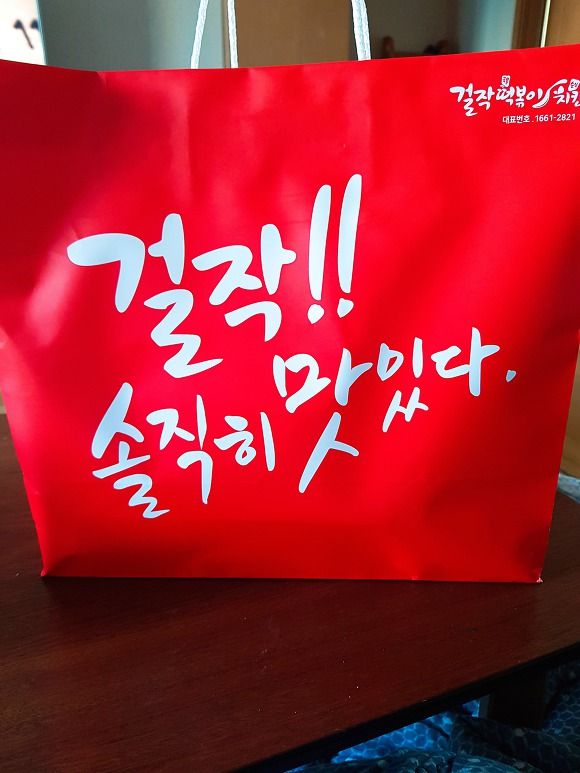 걸작떡볶이치킨
대표번호 . 1661-2821
걸작!!
솔직히 맛있다.